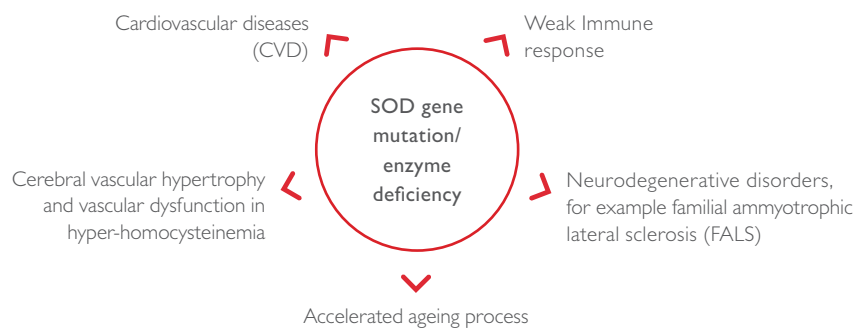 Cardiovascular diseases
(CVD)
Weak Immune
response
SOD gene
mutation/
enzyme
deficiency
Cerebral vascular hypertrophy
and vascular dysfunction in
hyper-homocysteinemia
Neurodegenerative disorders,
for example familial ammyotrophic
lateral sclerosis (FALS)
Accelerated ageing process